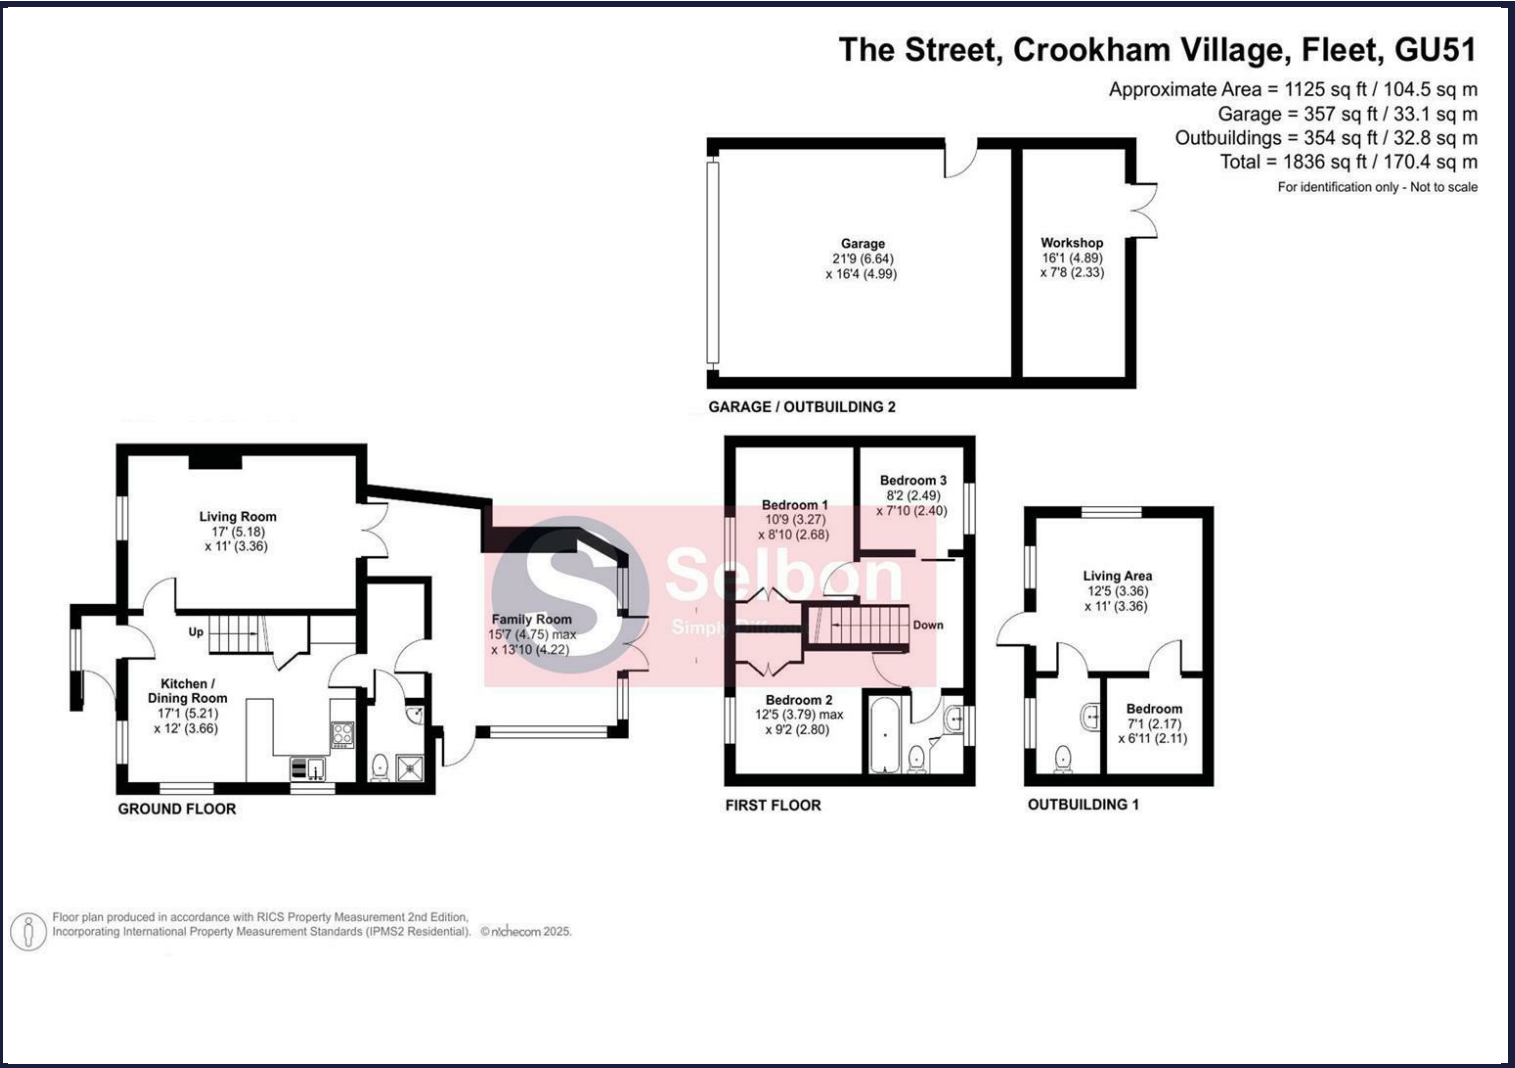 The Street, Crookham Village, Fleet, GU51
Approximate Area = 1125 sq ft / 104.5 sq m
Garage = 357 sq ft / 33.1 sq m
Outbuildings = 354 sq ft / 32.8 sq m
Total = 1836 sq ft / 170.4 sq m
For identification only - Not to scale
Garage
21'9 (6.64)
x 16'4 (4.99)
Workshop
16'1 (4.89)
x 7'8 (2.33)
GARAGE / OUTBUILDING 2
Living Room
17' (5.18)
x 11' (3.36)
Up
Kitchen /
Dining Room
17'1 (5.21)
x 12' (3.66)
Family Room
15'7 (4.75) max
x 13'10 (4.22)
GROUND FLOOR
S Selbon
Simply
Bedroom 1
10'9 (3.27)
x 8'10 (2.68)
Bedroom 3
8'2 (2.49)
x 7'10 (2.40)
Down
Bedroom 2
12'5 (3.79) max
x 9'2 (2.80)
FIRST FLOOR
Living Area
12'5 (3.36)
x 11' (3.36)
Bedroom
7'1 (2.17)
x 6'11 (2.11)
OUTBUILDING 1
Floor plan produced in accordance with RICS Property Measurement 2nd Edition,
Incorporating International Property Measurement Standards (IPMS2 Residential). © nichecom 2025.